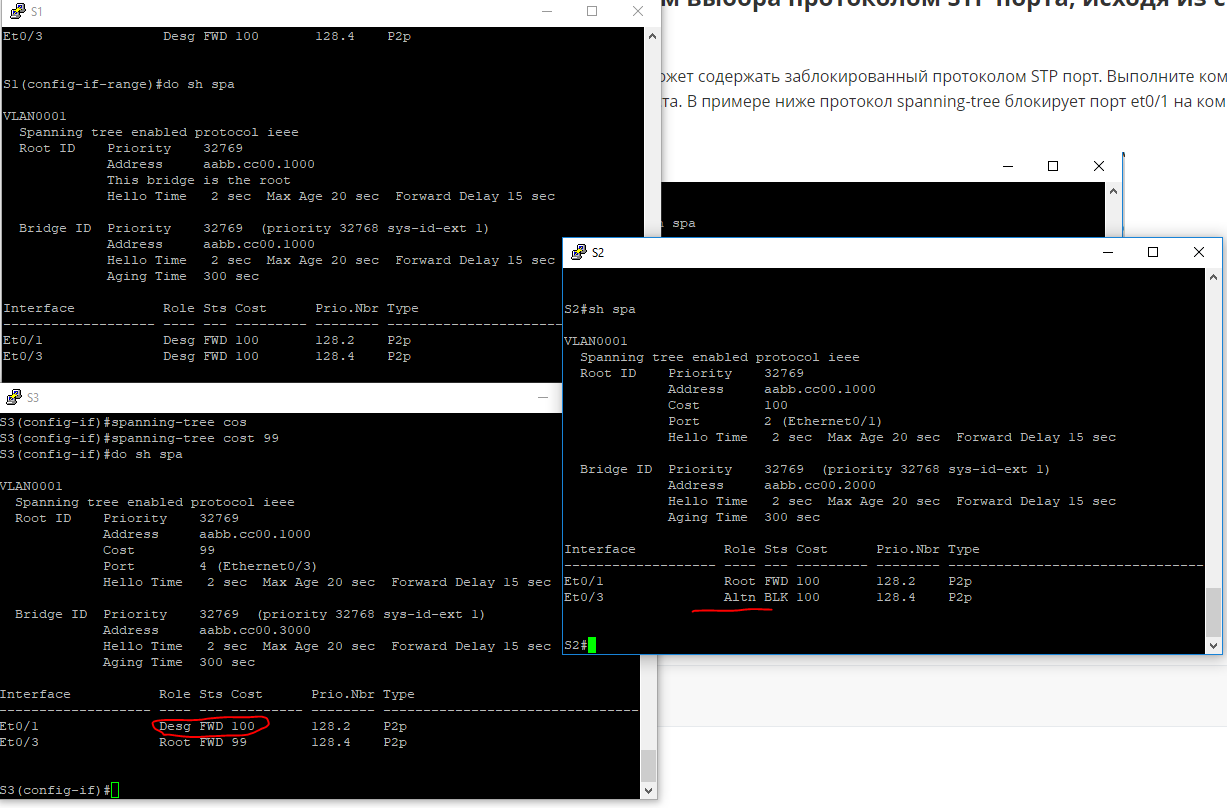 S1
Et0/3 Desg FWD 100 128.4 P2p
S1(config-if-range)#do sh spa
VLAN0001
Spanning tree enabled protocol ieee
Root ID Priority 32769
Address aabb.cc00.1000
This bridge is the root
Hello Time 2 sec Max Age 20 sec Forward Delay 15 sec
Bridge ID Priority 32769 (priority 32768 sys-id-ext 1)
Address aabb.cc00.1000
Hello Time 2 sec Max Age 20 sec Forward Delay 15 sec
Aging Time 300 sec
Interface Role Sts Cost Prio.Nbr Type
------------------- ---- --- --------- -------- --------------------
Et0/1 Desg FWD 100 128.2 P2p
Et0/3 Desg FWD 100 128.4 P2p
выбора протоколом STP порта, исходя из
содержать заблокированный протоколом STP порт. Выполните
В примере ниже протокол spanning-tree блокирует порт et0/1 на
spa
S2
S2#sh spa
VLAN0001
Spanning tree enabled protocol ieee
Root ID Priority 32769
Address aabb.cc00.1000
Cost 100
Port 2 (Ethernet0/1)
Hello Time 2 sec Max Age 20 sec Forward Delay 15 sec
Bridge ID Priority 32769 (priority 32768 sys-id-ext 1)
Address aabb.cc00.2000
Hello Time 2 sec Max Age 20 sec Forward Delay 15 sec
Aging Time 300 sec
Interface Role Sts Cost Prio.Nbr Type
------------------- ---- --- --------- -------- --------------------------------
Et0/1 Root FWD 100 128.2 P2p
Et0/3 Altn BLK 100 128.4 P2p
S2#
S3
S3(config-if)#spanning-tree cos
S3(config-if)#spanning-tree cost 99
S3(config-if)#do sh spa
VLAN0001
Spanning tree enabled protocol ieee
Root ID Priority 32769
Address aabb.cc00.1000
Cost 99
Port 4 (Ethernet0/3)
Hello Time 2 sec Max Age 20 sec Forward Delay 15 sec
Bridge ID Priority 32769 (priority 32768 sys-id-ext 1)
Address aabb.cc00.3000
Hello Time 2 sec Max Age 20 sec Forward Delay 15 sec
Aging Time 300 sec
Interface Role Sts Cost Prio.Nbr Type
------------------- ---- --- --------- -------- --------------------------------
Et0/1 Desg FWD 100 128.2 P2p
Et0/3 Root FWD 99 128.4 P2p
S3(config-if)#